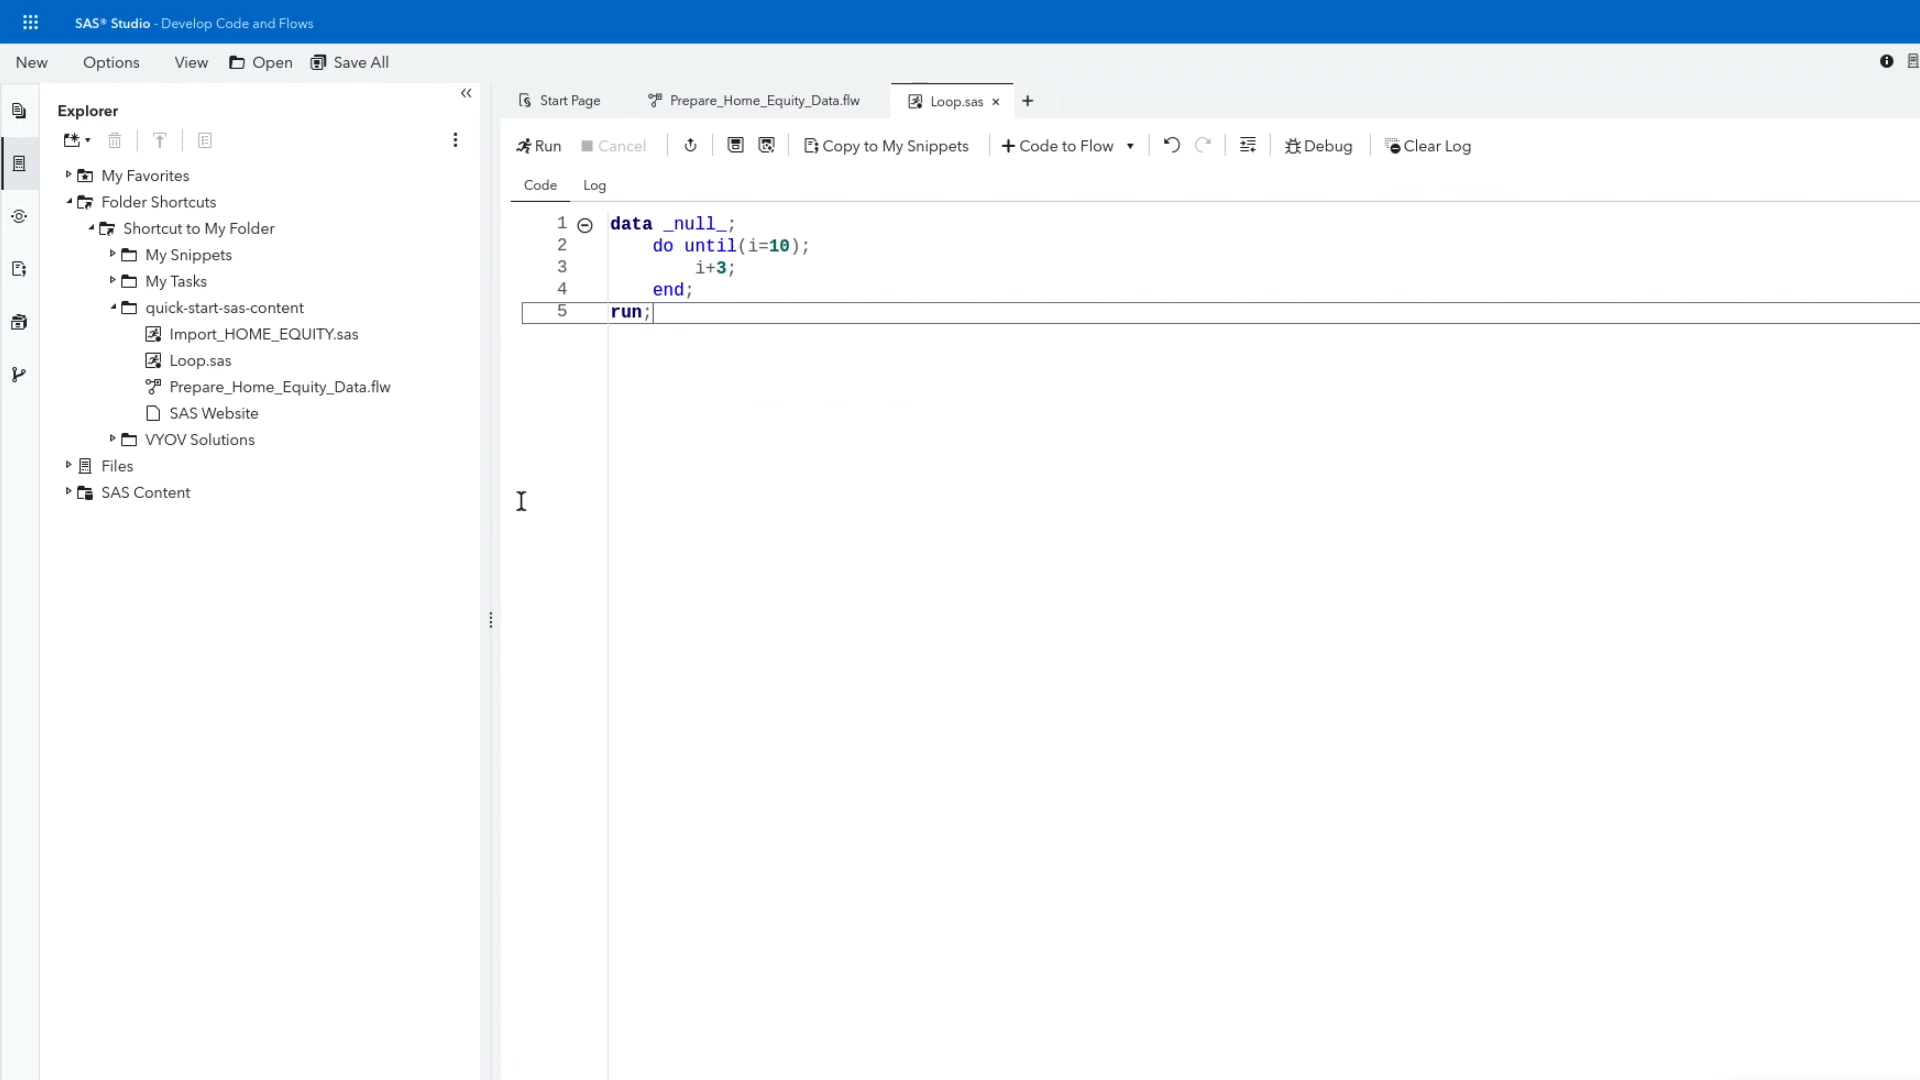 SAS® Studio - Develop Code and Flows
New Options View Open Save All
Explorer
My Favorites
Folder Shortcuts
Shortcut to My Folder
My Snippets
My Tasks
quick-start-sas-content
Import_HOME_EQUITY.sas
Loop.sas
Prepare_Home_Equity_Data.flw
SAS Website
VYOV Solutions
Files
SAS Content
Start Page Prepare_Home_Equity_Data.flw Loop.sas
Run Cancel Copy to My Snippets Code to Flow Debug Clear Log
Code Log
1 data _null_;
2 do until(i=10);
3 i+3;
4 end;
5 run;